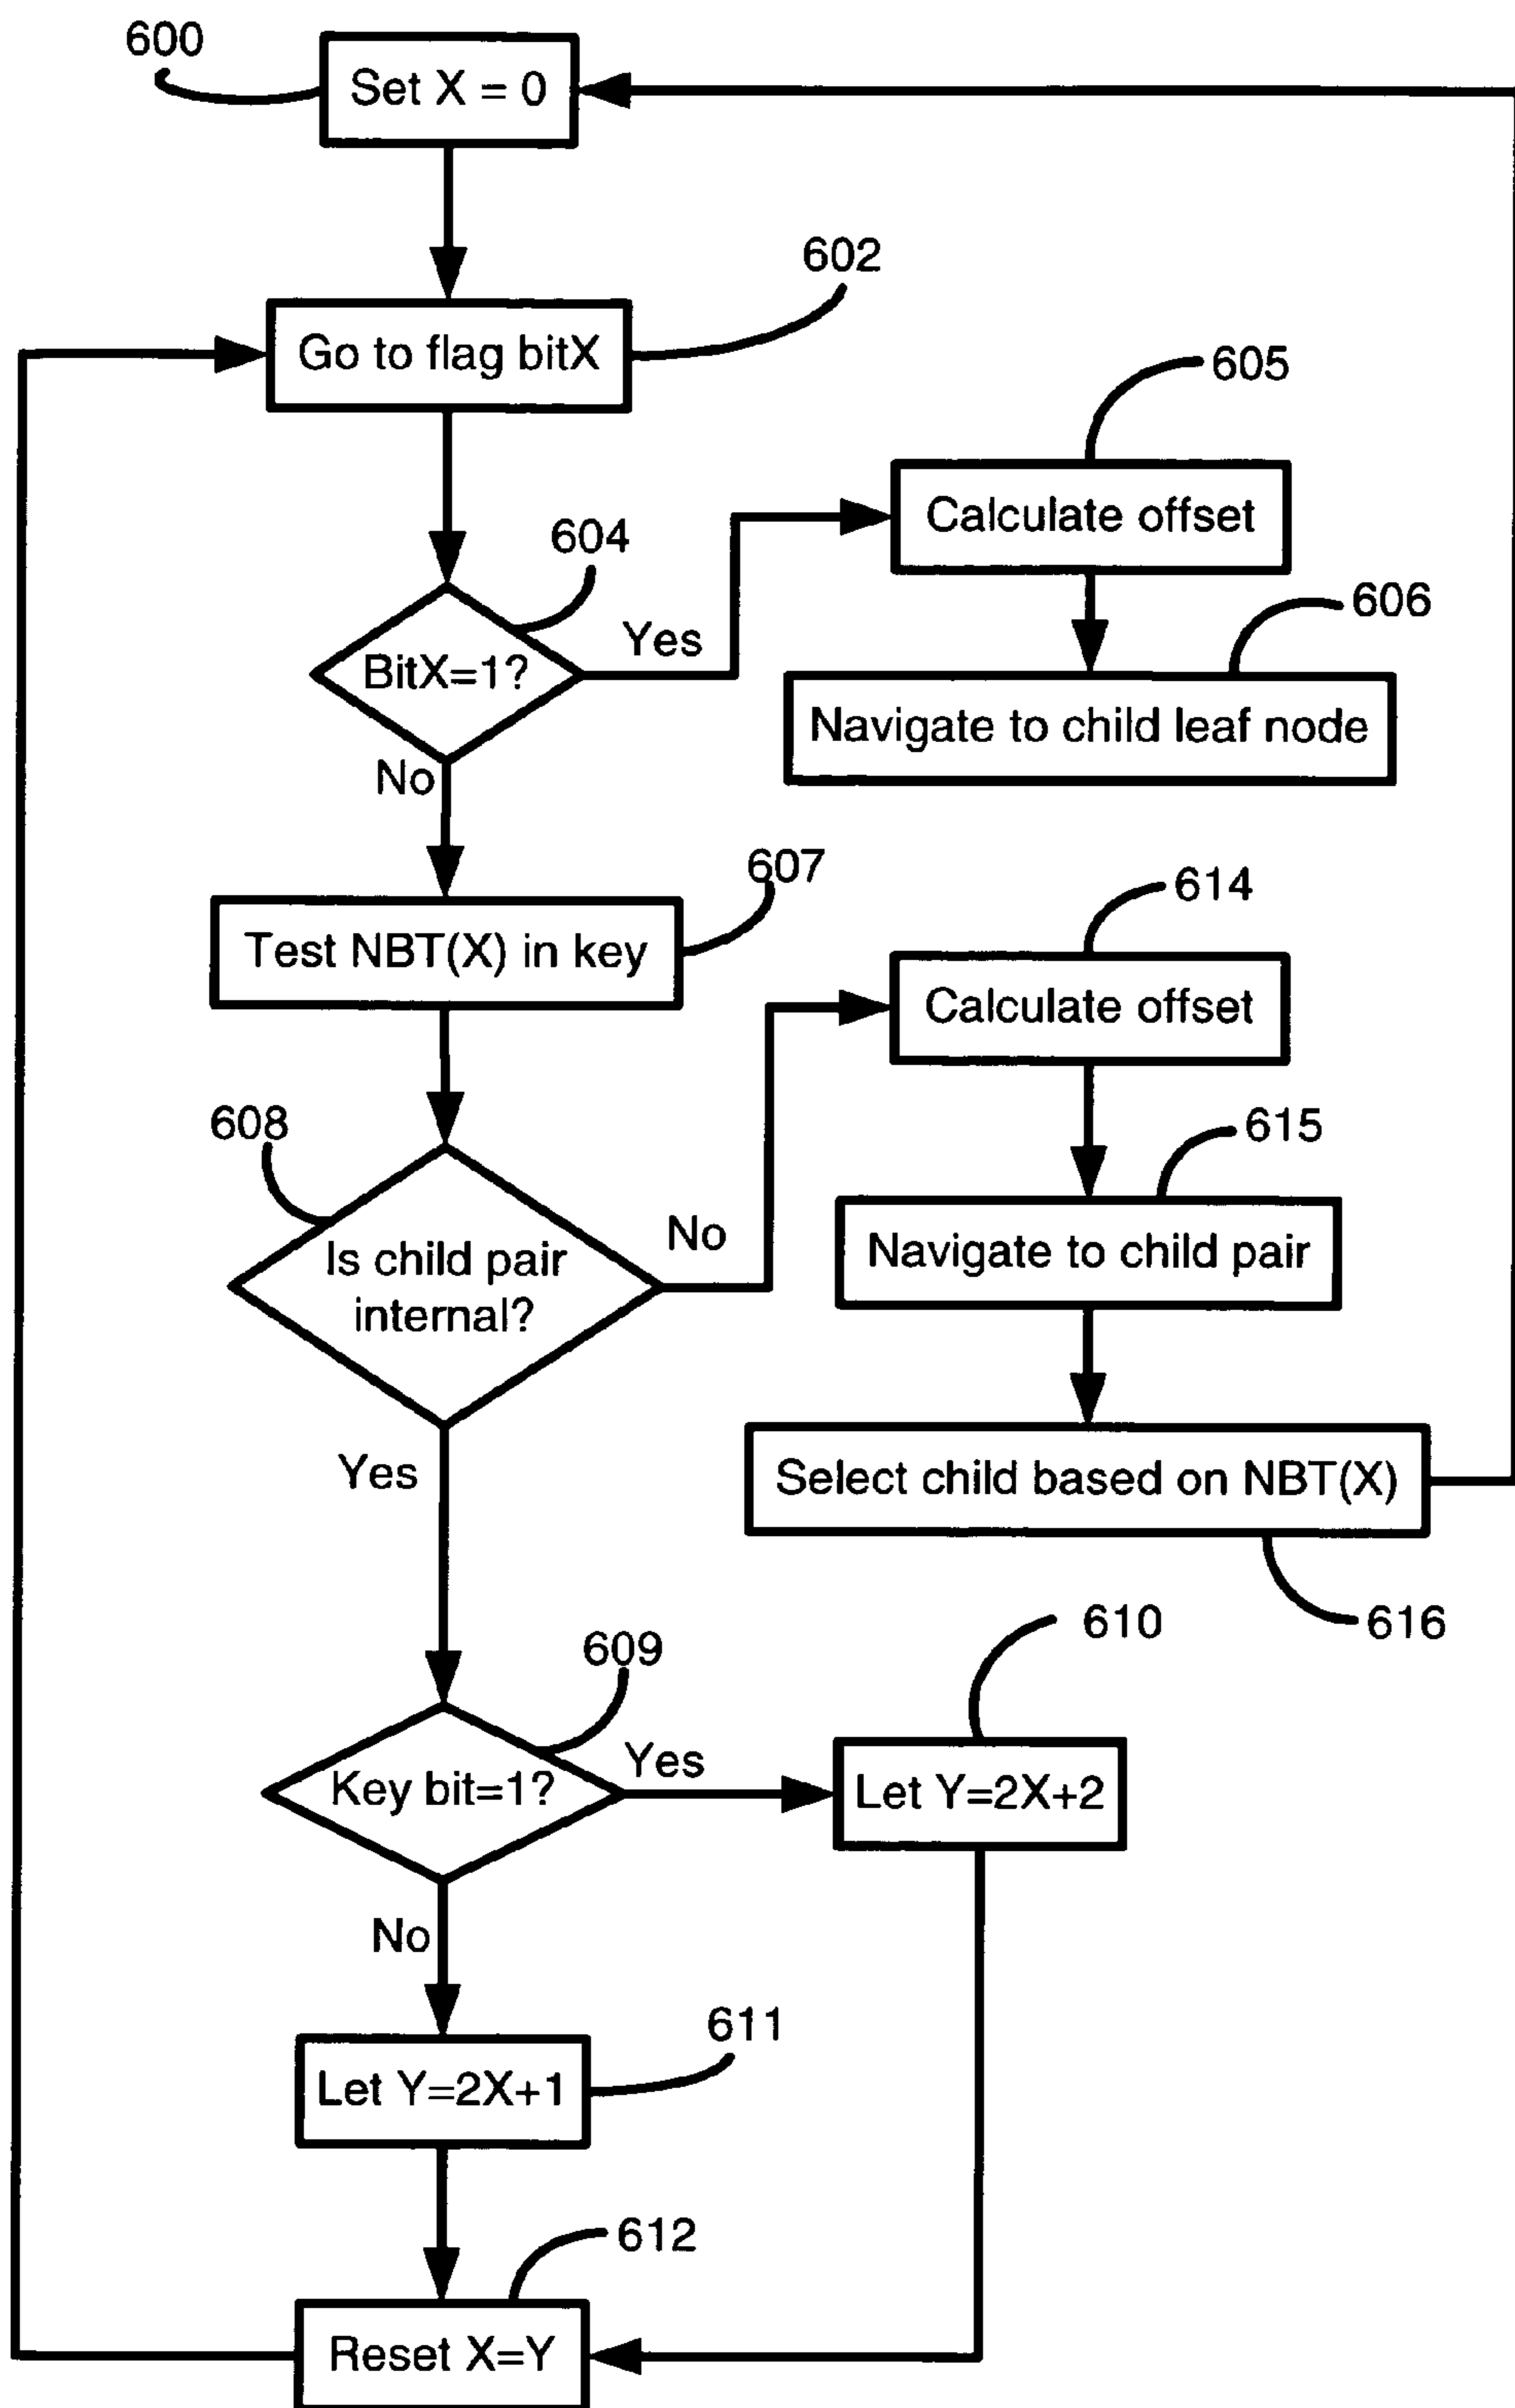 600
Set X = 0
602
Go to flag bitX
605
Calculate offset
604
BitX=1?
Yes
606
Navigate to child leaf node
No
607
Test NBT(X) in key
614
Calculate offset
608
Is child pair
internal?
No
615
Navigate to child pair
Yes
Select child based on NBT(X)
616
609
Key bit=1?
Yes
610
Let Y=2X+2
No
611
Let Y=2X+1
612
Reset X=Y